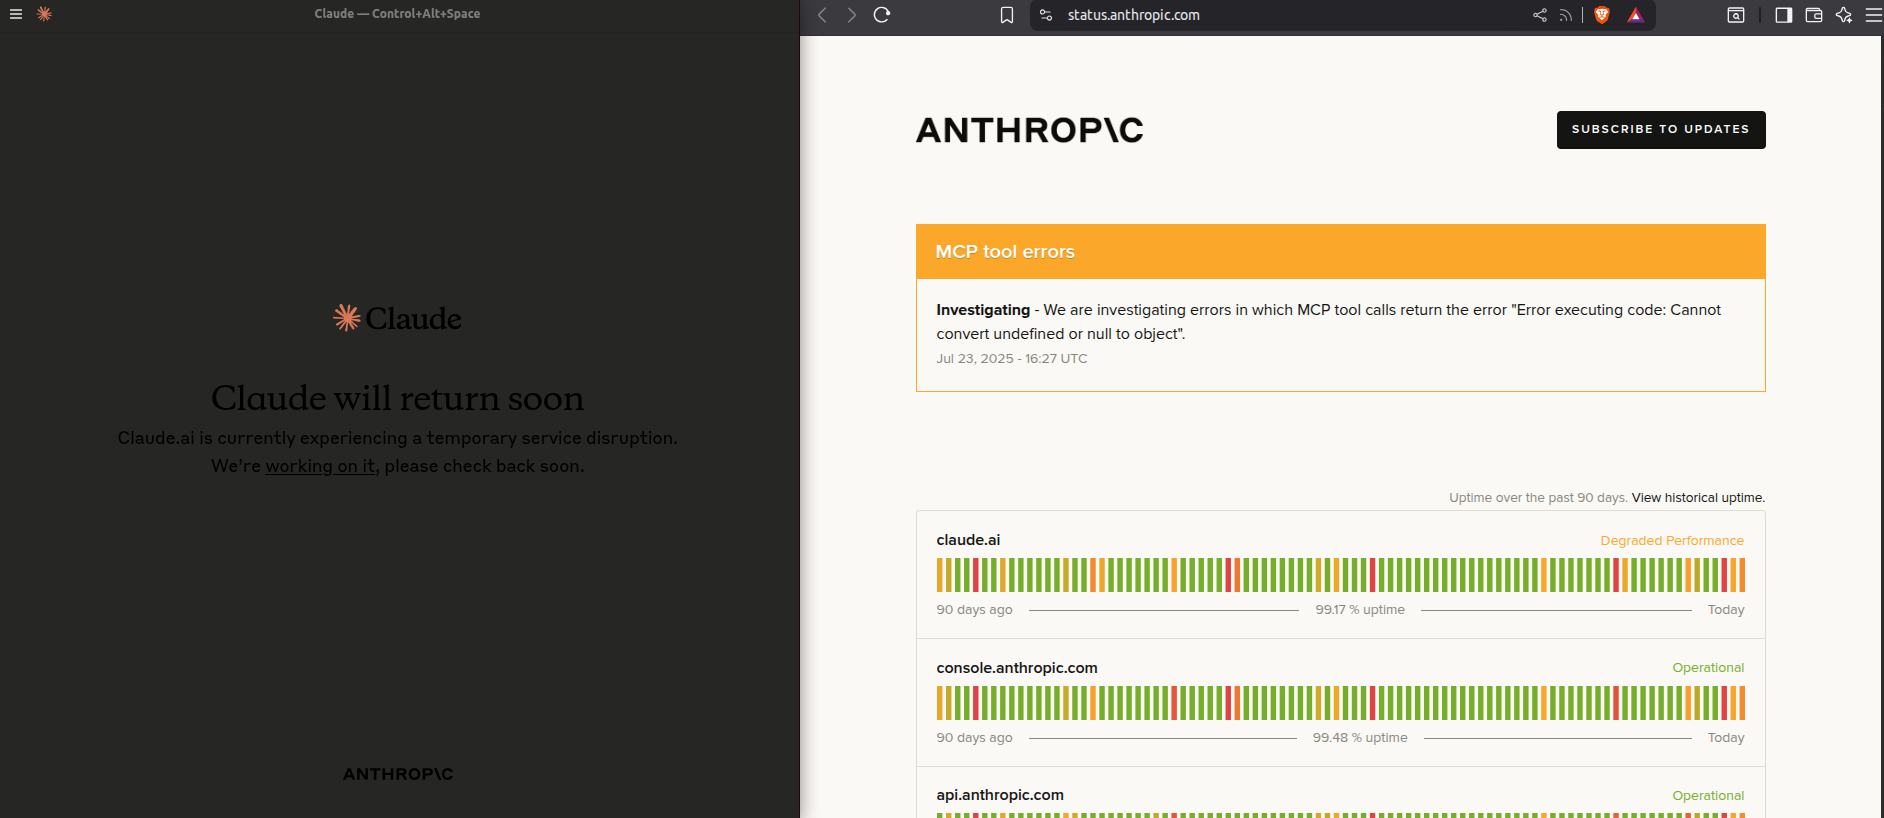 Claude — Control+Alt+Space
Claude
Claude will return soon
Claude.ai is currently experiencing a temporary service disruption.
We're working on it, please check back soon.
ANTHROP\C
status.anthropic.com
ANTHROP\C
SUBSCRIBE TO UPDATES
MCP tool errors
Investigating - We are investigating errors in which MCP tool calls return the error "Error executing code: Cannot
convert undefined or null to object".
Jul 23, 2025 - 16:27 UTC
Uptime over the past 90 days. View historical uptime.
claude.ai
Degraded Performance
90 days ago
99.17 % uptime
Today
console.anthropic.com
Operational
90 days ago
99.48 % uptime
Today
api.anthropic.com
Operational